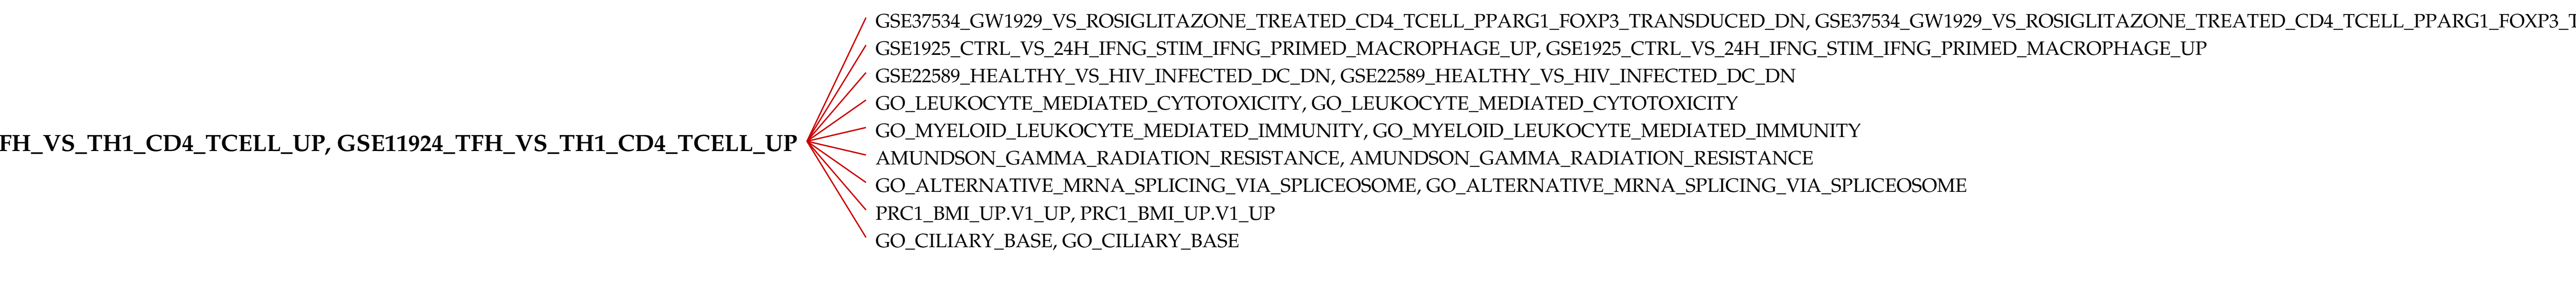 GSE37534_GW1929_VS_ROSIGLITAZONE_TREATED_CD4_TCELL_PPARG1_FOXP3_TRANSDUCED_DN, GSE37534_GW1929_VS_ROSIGLITAZONE_TREATED_CD4_TCELL_PPARG1_FOXP3_T
GSE1925_CTRL_VS_24H_IFNG_STIM_IFNG_PRIMED_MACROPHAGE_UP, GSE1925_CTRL_VS_24H_IFNG_STIM_IFNG_PRIMED_MACROPHAGE_UP
GSE22589_HEALTHY_VS_HIV_INFECTED_DC_DN, GSE22589_HEALTHY_VS_HIV_INFECTED_DC_DN
GO_LEUKOCYTE_MEDIATED_CYTOTOXICITY, GO_LEUKOCYTE_MEDIATED_CYTOTOXICITY
GO_MYELOID_LEUKOCYTE_MEDIATED_IMMUNITY, GO_MYELOID_LEUKOCYTE_MEDIATED_IMMUNITY
FH_VS_TH1_CD4_TCELL_UP, GSE11924_TFH_VS_TH1_CD4_TCELL_UP
AMUNDSON_GAMMA_RADIATION_RESISTANCE, AMUNDSON_GAMMA_RADIATION_RESISTANCE
GO_ALTERNATIVE_MRNA_SPLICING_VIA_SPLICEOSOME, GO_ALTERNATIVE_MRNA_SPLICING_VIA_SPLICEOSOME
PRC1_BMI_UP.V1_UP, PRC1_BMI_UP.V1_UP
GO_CILIARY_BASE, GO_CILIARY_BASE